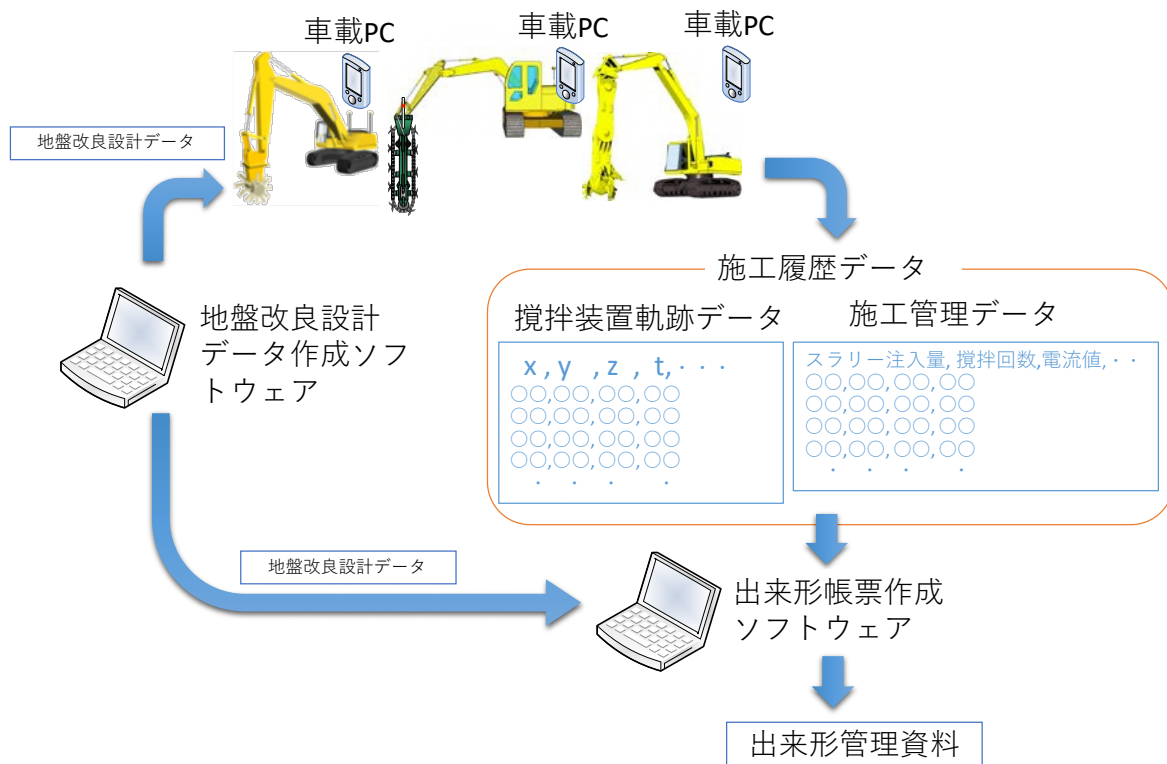 車載PC
車載PC
車載PC
地盤改良設計データ
施工履歴データ
地盤改良設計
データ作成ソフ
トウェア
撹拌装置軌跡データ
x,y ,z , t,・・・
○○,○○,○○,○○
○○,○○,○○,○○
○○,○○,○○,○○
○○,○○,○○,○○
・ ・ ・ ・
施工管理データ
スラリー注入量, 撹拌回数,電流値,・・
○○,○○,○○,○○
○○,○○,○○,○○
○○,○○,○○,○○
○○,○○,○○,○○
・ ・ ・ ・
地盤改良設計データ
出来形帳票作成
ソフトウェア
出来形管理資料